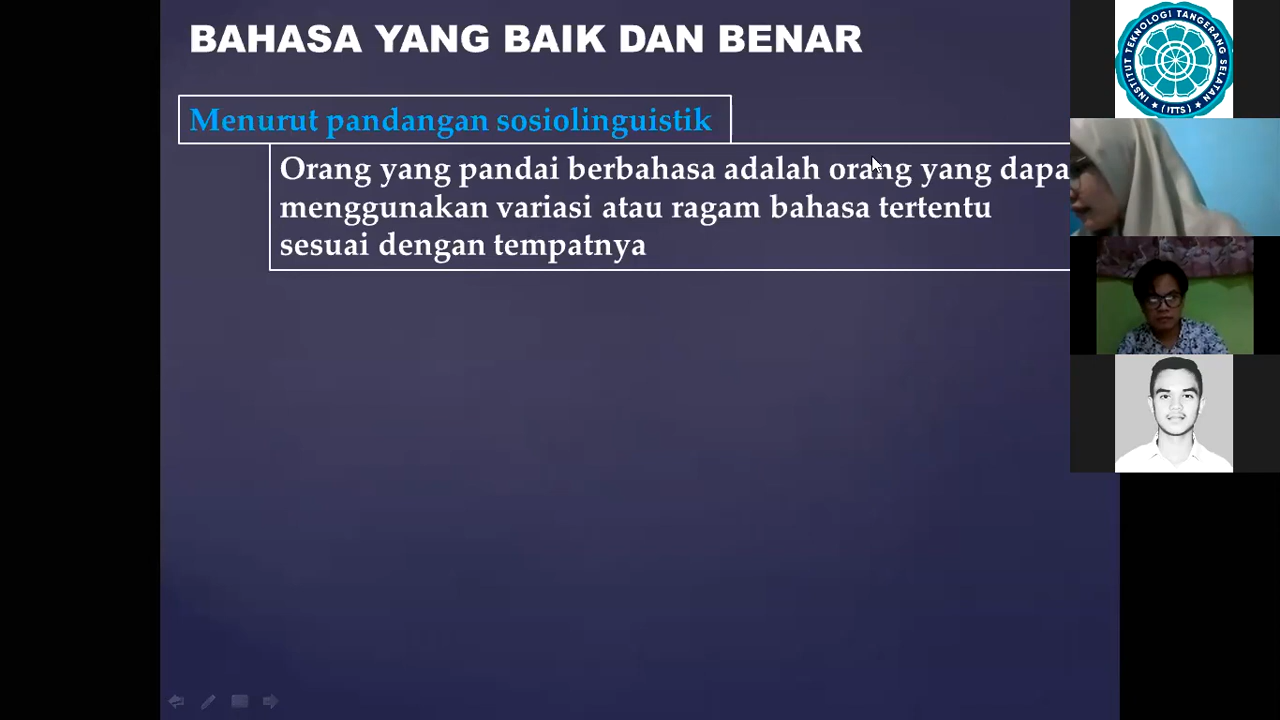 BAHASA YANG BAIK DAN BENAR
Menurut pandangan sosiolinguistik
Orang yang pandai berbahasa adalah orang yang dapa
menggunakan variasi atau ragam bahasa tertentu
sesuai dengan tempatnya
INSTITUT TEKNOLOGI TANGERANG SELATAN
(ITTS)